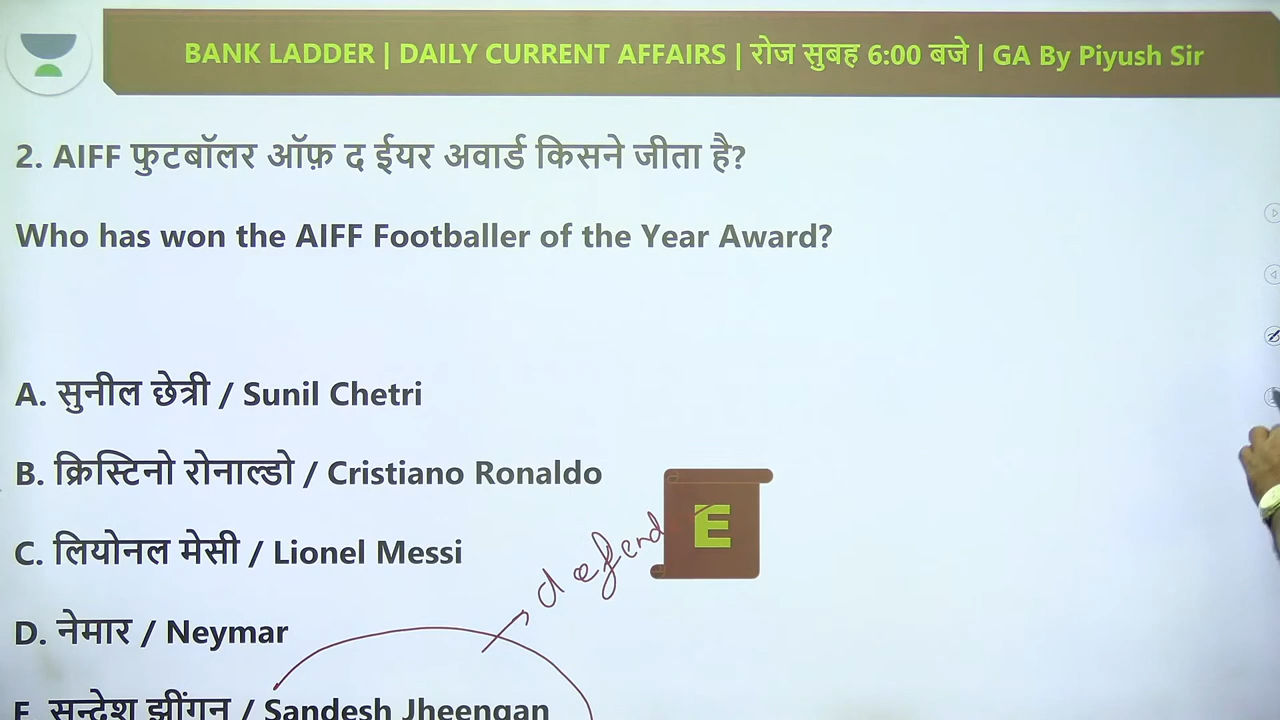 BANK LADDER | DAILY CURRENT AFFAIRS | रोज सुबह 6:00 बजे | GA By Piyush Sir
2. AIFF फुटबॉलर ऑफ़ द ईयर अवार्ड किसने जीता है?
Who has won the AIFF Footballer of the Year Award?
A. सुनील छेत्री / Sunil Chetri
B. क्रिस्टिनो रोनाल्डो / Cristiano Ronaldo
C. लियोनल मेसी / Lionel Messi
defend
E
D. नेमार / Neymar
E. सन्देश झींगन / Sandesh Jheengan